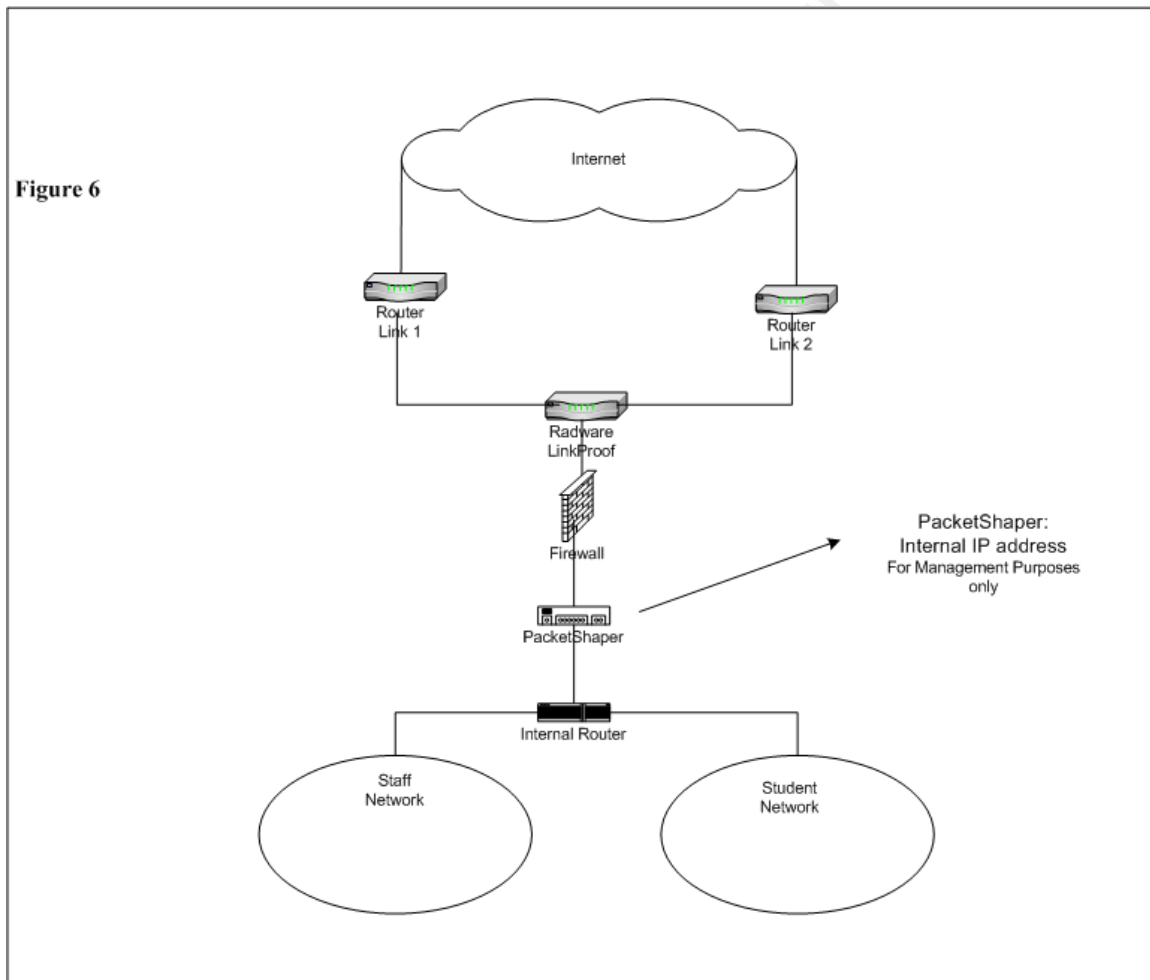 Internet
Figure 6
Router
Link 1
Router
Link 2
Radware
LinkProof
Firewall
PacketShaper:
Internal IP address
For Management Purposes
only
PacketShaper
Internal Router
Staff
Network
Student
Network